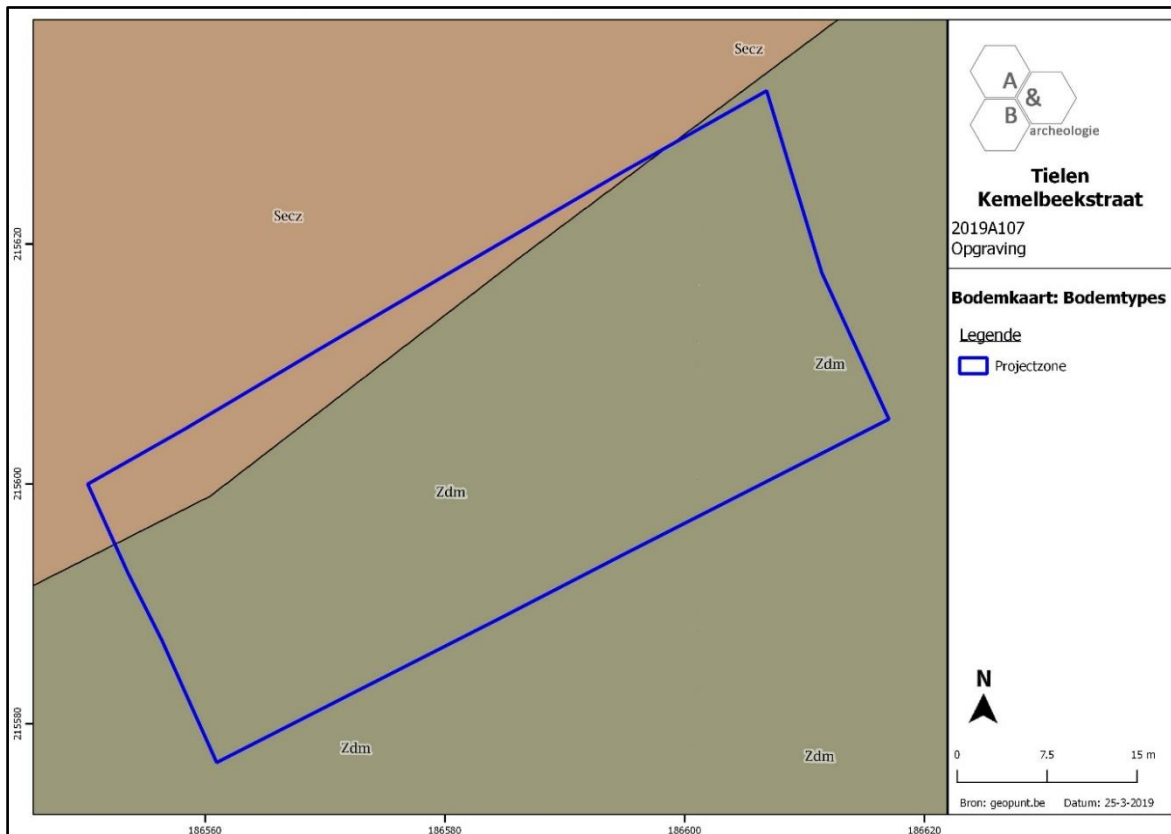 Secz
Secz
Zdm
Zdm
Zdm
Zdm
215620
215600
215580
186560
186580
186600
186620
A
&
B
archeologie
Tielen
Kemelbeekstraat
2019A107
Opgraving
Bodemkaart: Bodemtypes
Legende
Projectzone
N
0 7.5 15 m
Bron: geopunt.be Datum: 25-3-2019